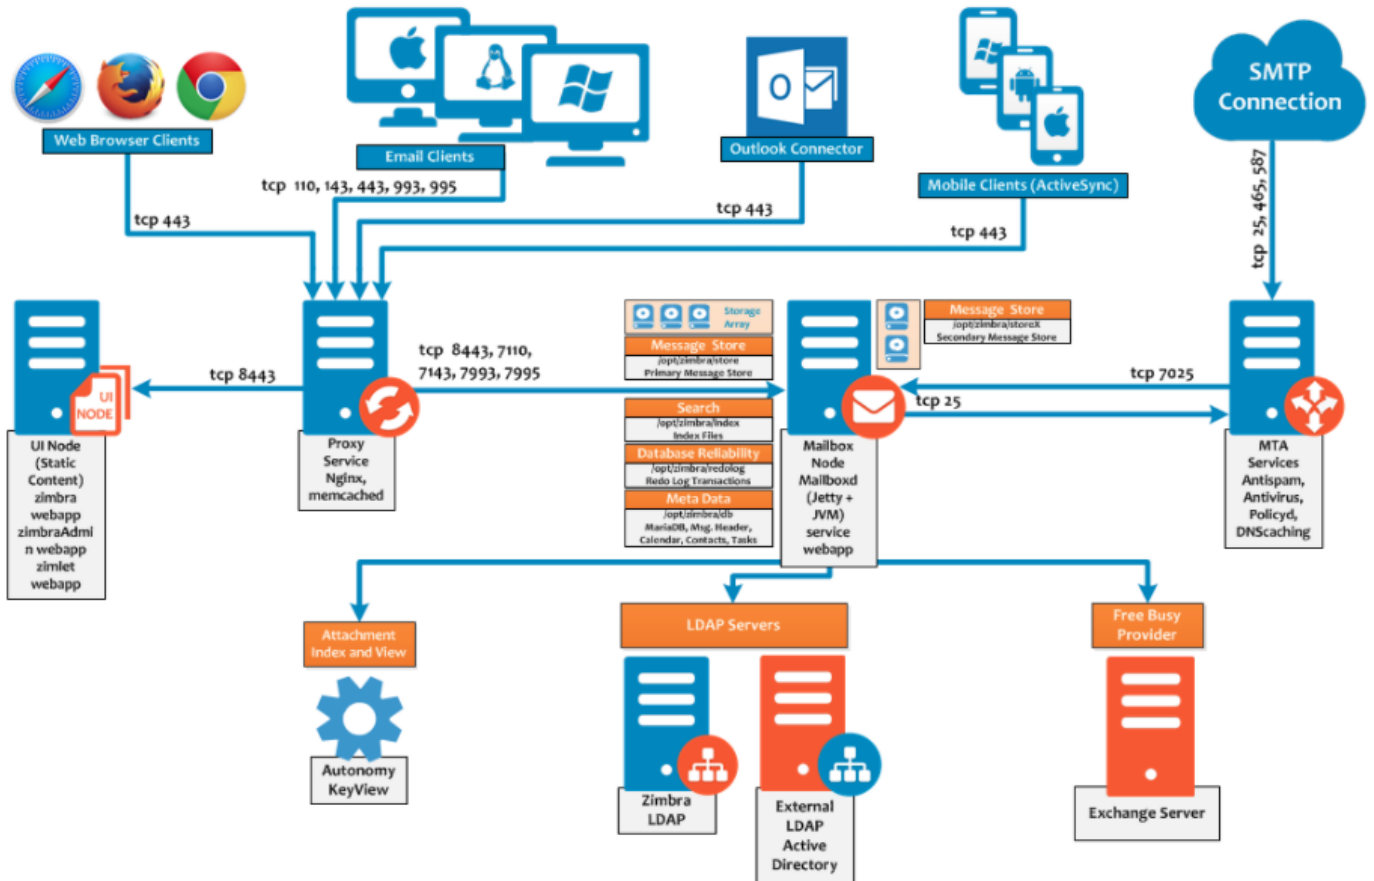 SMTP
Connection
Web Browser Clients
Email Clients
Outlook Connector
Mobile Clients (ActiveSync)
tcp 110, 143, 443, 993, 995
tcp 443
tcp 443
tcp 443
tcp 25, 465, 587
O
Storage
Array
Message Store
/opt/zimbra/store
Primary Message Store
Message Store
/opt/zimbra/storeX
Secondary Message Store
tcp 8443, 7110,
7143, 7993, 7995
tcp 8443
tcp 7025
tcp 25
UI
NODE
Search
/opt/zimbra/index
Index Files
Database Reliability
/opt/zimbra/redolog
Redo Log Transactions
Meta Data
/opt/zimbra/db
MariaDB, Msg. Header,
Calendar, Contacts, Tasks
UI Node
(Static
Content)
zimbra
webapp
zimbraAdmi
n webapp
zimlet
webapp
Proxy
Service
Nginx,
memcached
Mailbox
Node
Mailboxd
(Jetty +
JVM)
service
webapp
MTA
Services
Antispam,
Antivirus,
Policyd,
DNScaching
Attachment
Index and View
LDAP Servers
Free Busy
Provider
Autonomy
KeyView
Zimbra
LDAP
External
LDAP
Active
Directory
Exchange Server